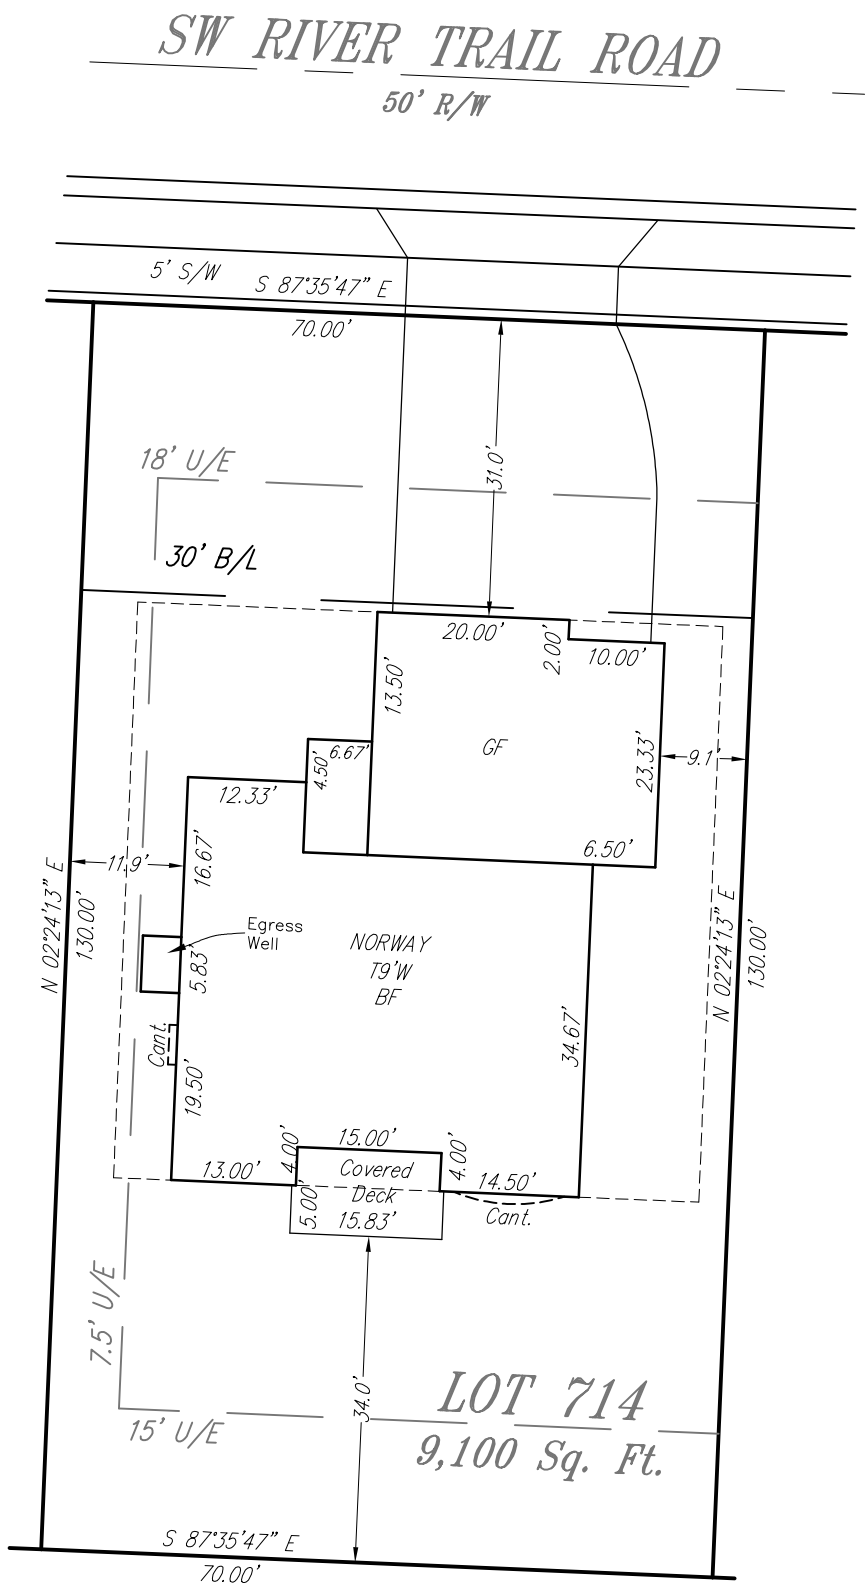 SW RIVER TRAIL ROAD
50' R/W
5' S/W
S 87°35'47" E
70.00'
18' U/E
31.0'
30' B/L
20.00'
2.00'
10.00'
13.50'
GF
23.33'
9.1'
6.67'
4.50'
12.33'
6.50'
16.67'
11.9'
N 02°24'13" E
130.00'
Egress
Well
5.83'
NORWAY
T9'W
BF
N 02°24'13" E
130.00'
34.67'
Cant.
19.50'
15.00'
4.00'
4.00'
13.00'
Covered
Deck
14.50'
5.00'
15.83'
Cant.
7.5' U/E
34.0'
LOT 714
9,100 Sq. Ft.
15' U/E
S 87°35'47" E
70.00'